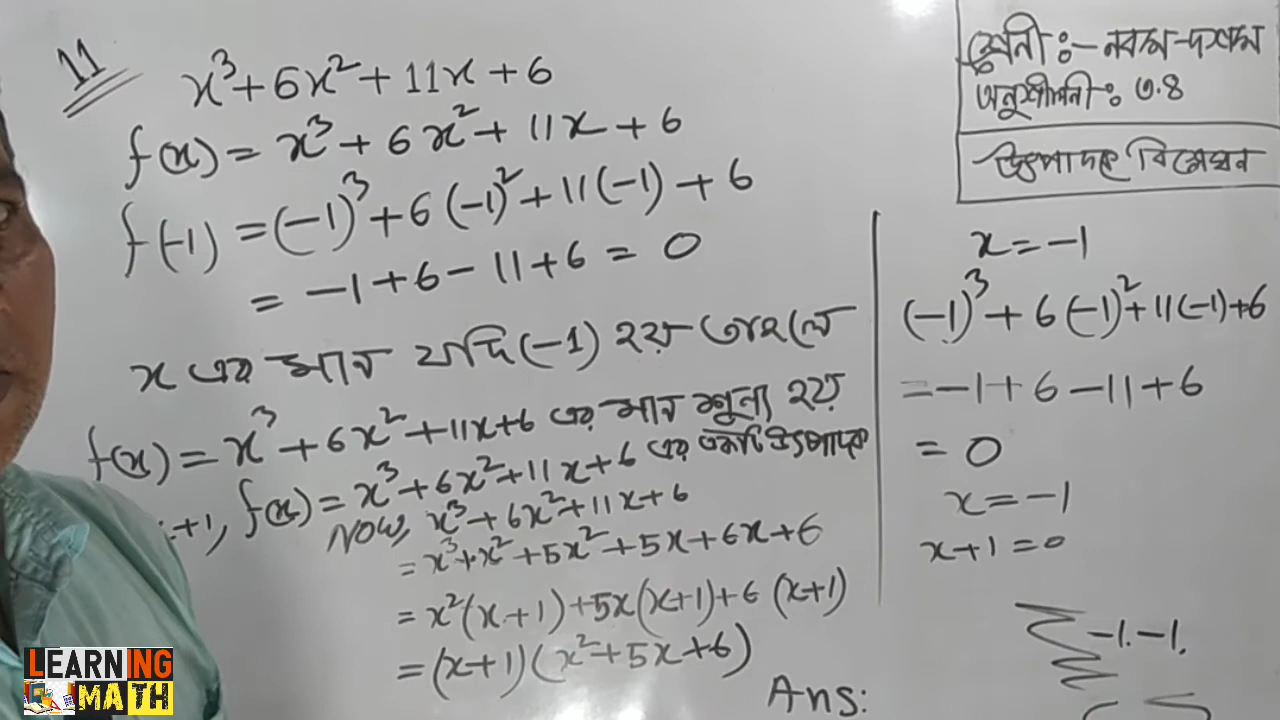 11
x³+6x²+11x+6
f(x) = x³+6x²+11x+6
f(-1) = (-1)³+6(-1)²+11(-1)+6
= -1+6-11+6 = 0
x এর মান যদি (-1) হয় তাহলে
f(x) = x³+6x²+11x+6 এর মান শূন্য হয়
+1, f(x) = x³+6x²+11x+6 এর একটি উৎপাদক
Now, x³+6x²+11x+6
= x³+x²+5x²+5x+6x+6
= x²(x+1)+5x(x+1)+6(x+1)
= (x+1)(x²+5x+6)
Ans:
শ্রেনী :- নবম-দশম
অনুশীলনী : ৩.৪
উৎপাদক বিশ্লেষন
x = -1
(-1)³+6(-1)²+11(-1)+6
= -1+6-11+6
= 0
x = -1
x+1 = 0
-1.-1.
LEARNING
MATH